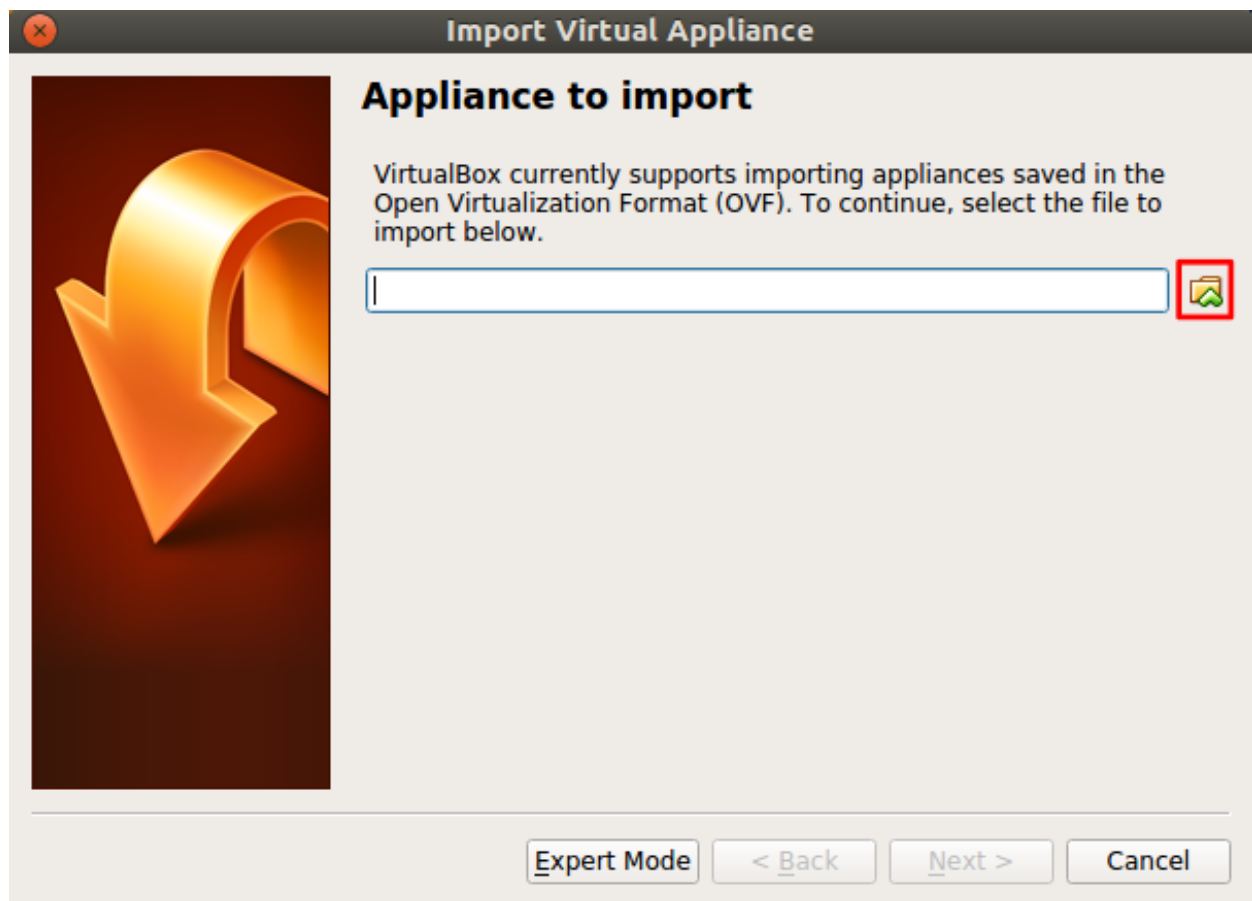 Import Virtual Appliance
Appliance to import
VirtualBox currently supports importing appliances saved in the
Open Virtualization Format (OVF). To continue, select the file to
import below.
Expert Mode
< Back
Next >
Cancel